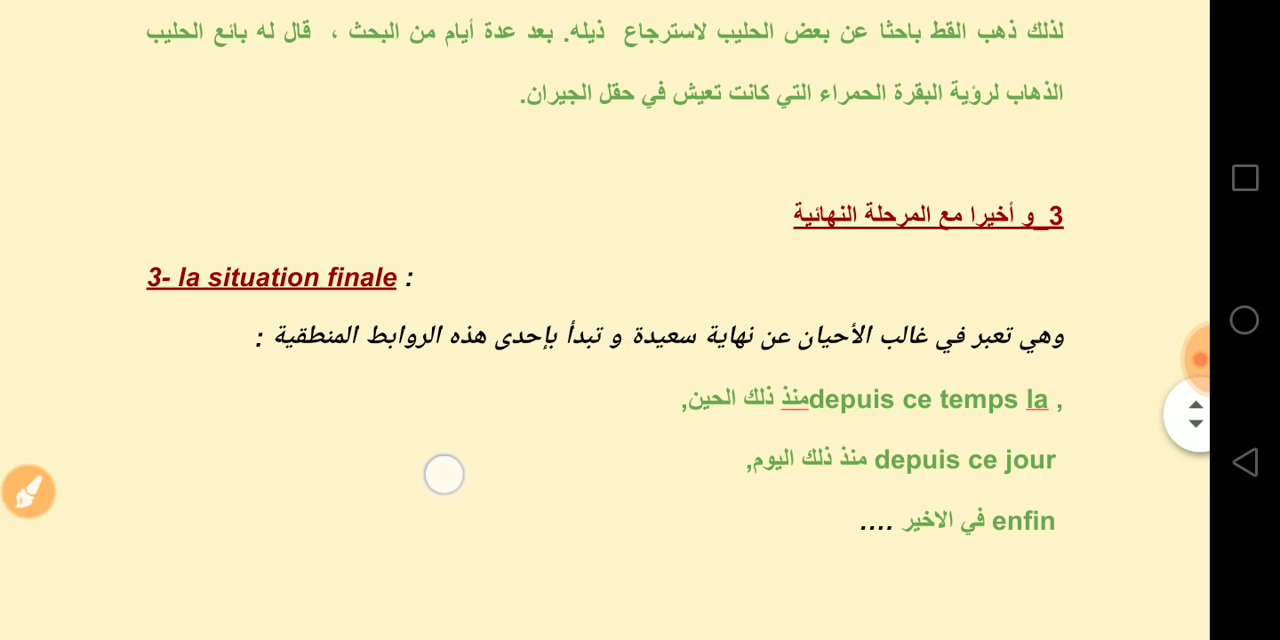 لذلك ذهب القط باحثا عن بعض الحليب لاسترجاع ذيله. بعد عدة أيام من البحث ، قال له بائع الحليب
الذهاب لرؤية البقرة الحمراء التي كانت تعيش في حقل الجيران.
3_و أخيرا مع المرحلة النهائية
3- la situation finale :
وهي تعبر في غالب الأحيان عن نهاية سعيدة و تبدأ بإحدى هذه الروابط المنطقية :
, depuis ce temps laمنذ ذلك الحين,
depuis ce jour منذ ذلك اليوم,
enfin في الاخير ....